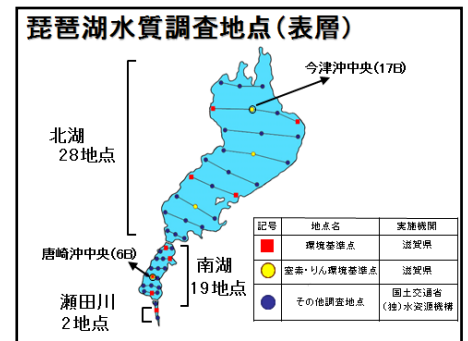 琵琶湖水質調査地点(表層)
今津沖中央(17B)
北湖
28地点
唐崎沖中央(6B)
南湖
19地点
瀬田川
2地点
記号 地点名 実施機関
環境基準点 滋賀県
窒素・りん環境基準点 滋賀県
その他調査地点 国土交通省
(独)水資源機構